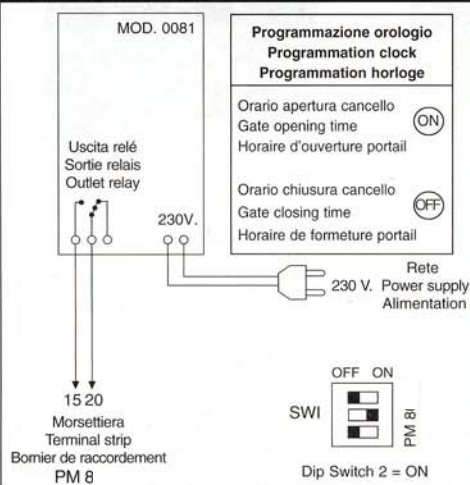 MOD. 0081
Uscita relé
Sortie relais
Outlet relay
230V.
15 20
Morsettiera
Terminal strip
Bornier de raccordement
PM 8
Programmazione orologio
Programmation clock
Programmation horloge
Orario apertura cancello
Gate opening time
Horaire d'ouverture portail
ON
Orario chiusura cancello
Gate closing time
Horaire de formeture portail
OFF
230 V.
Rete
Power supply
Alimentation
OFF ON
SWI
PM 8I
Dip Switch 2 = ON